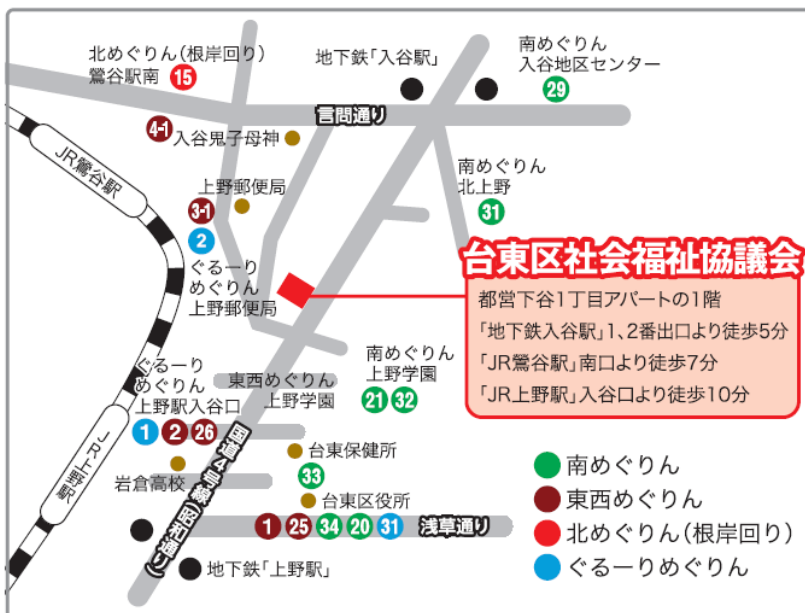 北めぐりん(根岸回り)
鶯谷駅南 15
地下鉄「入谷駅」
南めぐりん
入谷地区センター
29
言問通り
4-1 入谷鬼子母神
JR鶯谷駅
上野郵便局
3-1
2
ぐるーり
めぐりん
上野郵便局
南めぐりん
北上野
31
台東区社会福祉協議会
都営下谷1丁目アパートの1階
「地下鉄入谷駅」1、2番出口より徒歩5分
「JR鶯谷駅」南口より徒歩7分
「JR上野駅」入谷口より徒歩10分
ぐるーり
めぐりん
上野駅入谷口
1 2 26
東西めぐりん
上野学園
南めぐりん
上野学園
21 32
JR上野駅
岩倉高校
国道4号線(昭和通り)
台東保健所
33
台東区役所
1 25 34 20 31 浅草通り
地下鉄「上野駅」
南めぐりん
東西めぐりん
北めぐりん(根岸回り)
ぐるーりめぐりん